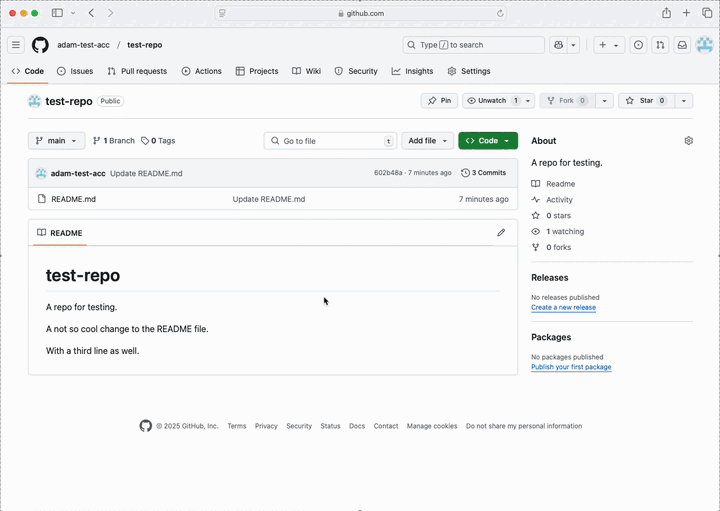 github.com
adam-test-acc / test-repo
Type / to search
Code Issues Pull requests Actions Projects Wiki Security Insights Settings
test-repo Public
Pin Unwatch 1 Fork 0 Star 0
main 1 Branch 0 Tags Go to file t Add file Code
adam-test-acc Update README.md 602b48a · 7 minutes ago 3 Commits
README.md Update README.md 7 minutes ago
README
test-repo
A repo for testing.
A not so cool change to the README file.
With a third line as well.
About
A repo for testing.
Readme
Activity
0 stars
1 watching
0 forks
Releases
No releases published
Create a new release
Packages
No packages published
Publish your first package
© 2025 GitHub, Inc. Terms Privacy Security Status Docs Contact Manage cookies Do not share my personal information